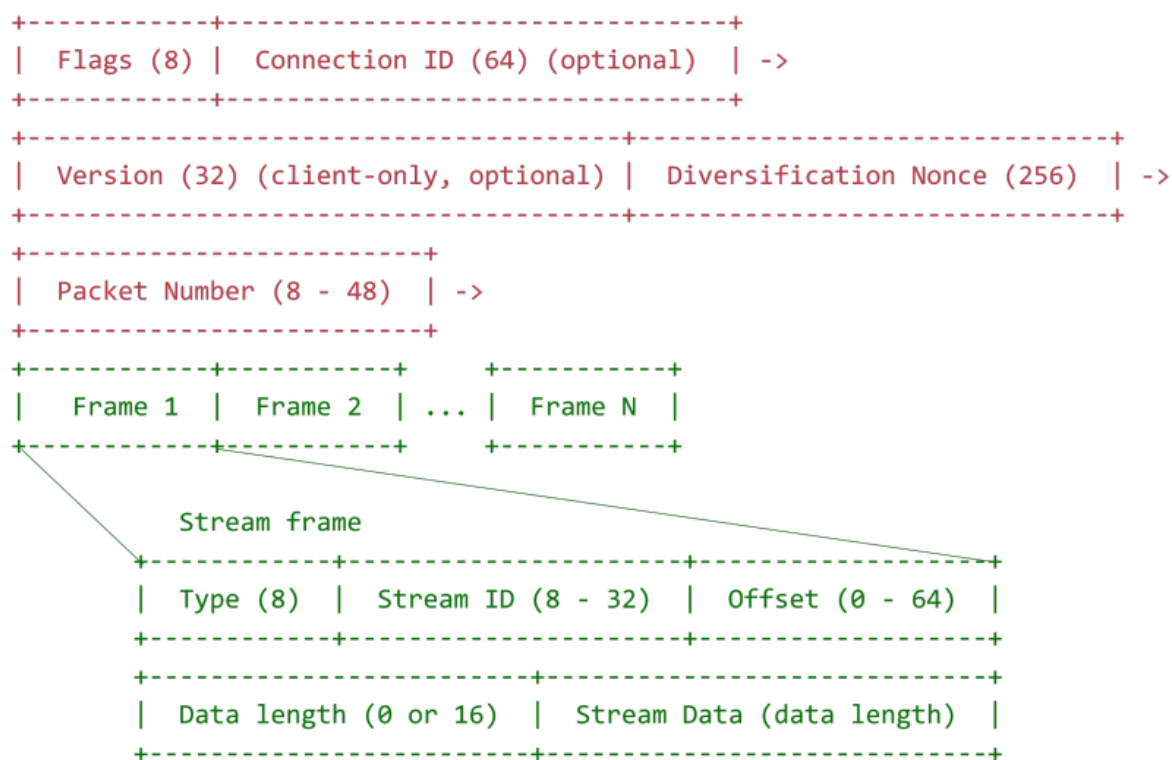 +------------+--------------------------------+
| Flags (8) | Connection ID (64) (optional) | ->
+------------+--------------------------------+
+---------------------------------------+------------------------------+
| Version (32) (client-only, optional) | Diversification Nonce (256) | ->
+---------------------------------------+------------------------------+
+--------------------------+
| Packet Number (8 - 48) | ->
+--------------------------+
+------------+-----------+ +-----------+
| Frame 1 | Frame 2 | ... | Frame N |
+------------+-----------+ +-----------+
Stream frame
+------------+----------------------+-------------------+
| Type (8) | Stream ID (8 - 32) | Offset (0 - 64) |
+------------+----------------------+-------------------+
+-------------------------+-----------------------------+
| Data length (0 or 16) | Stream Data (data length) |
+-------------------------+-----------------------------+